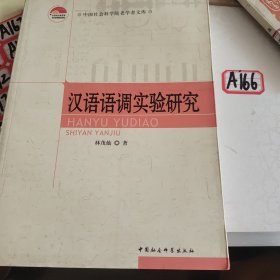 中国社会科学院老学者文库
汉语语调实验研究
HANYU YUDIAO
SHIYAN YANJIU
林茂灿 ◎ 著
中国社会科学出版社
A166